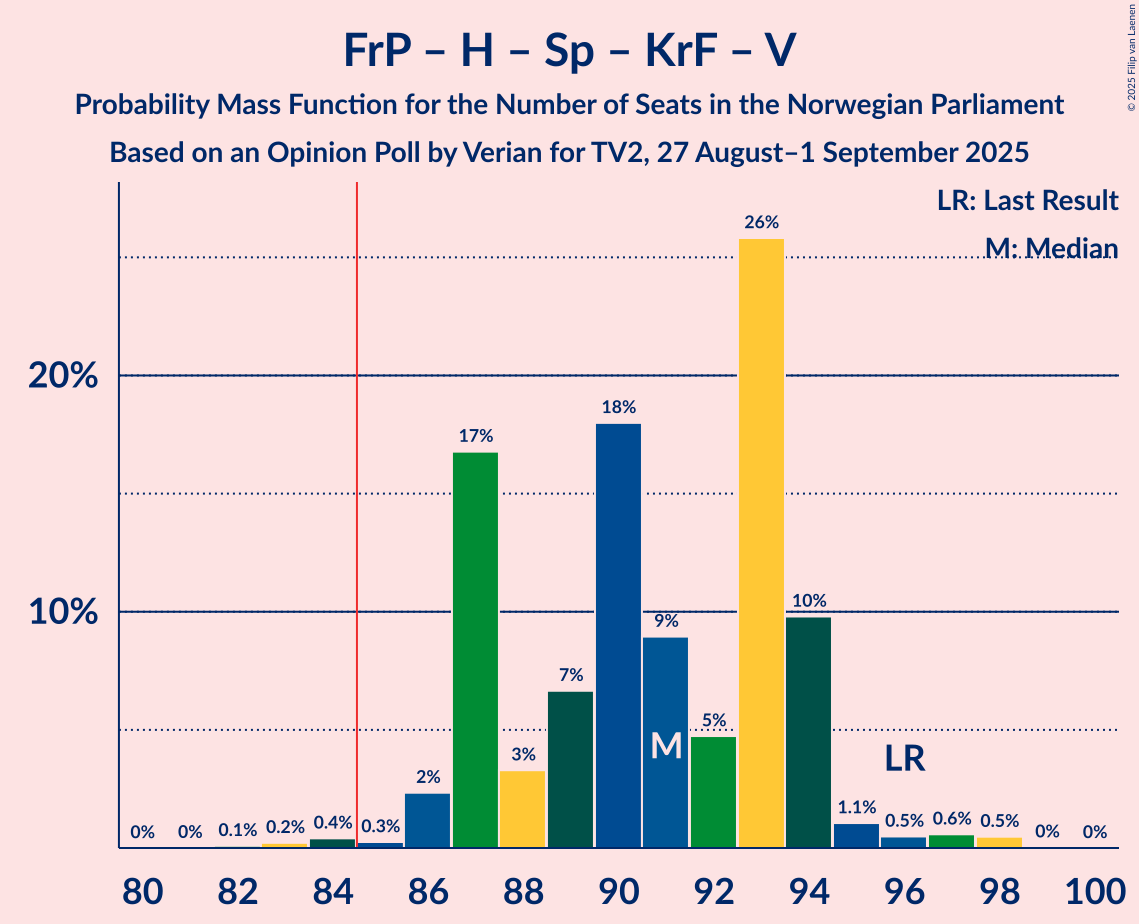 FrP – H – Sp – KrF – V
Probability Mass Function for the Number of Seats in the Norwegian Parliament
Based on an Opinion Poll by Verian for TV2, 27 August–1 September 2025
© 2025 Filip van Laenen
LR: Last Result
M: Median
20%
10%
0% 0% 0.1% 0.2% 0.4% 0.3% 2% 17% 3% 7% 18% 9% 5% 26% 10% 1.1% 0.5% 0.6% 0.5% 0% 0%
M
LR
80 82 84 86 88 90 92 94 96 98 100